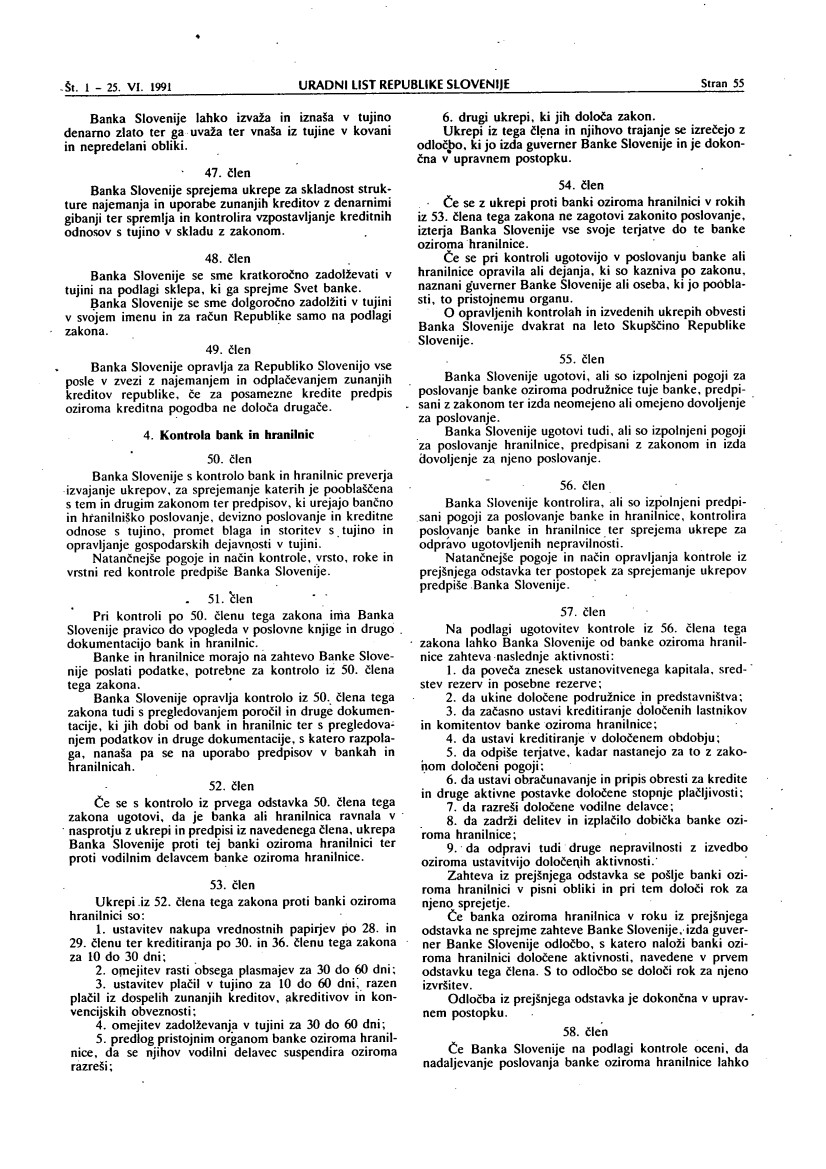 Št. 1 – 25. VI. 1991
URADNI LIST REPUBLIKE SLOVENIJE
Stran 55
Banka Slovenije lahko izvaža in iznaša v tujino
denarno zlato ter ga uvaža ter vnaša iz tujine v kovani
in nepredelani obliki.
47. člen
Banka Slovenije sprejema ukrepe za skladnost struk-
ture najemanja in uporabe zunanjih kreditov z denarnimi
gibanji ter spremlja in kontrolira vzpostavljanje kreditnih
odnosov s tujino v skladu z zakonom.
48. člen
Banka Slovenije se sme kratkoročno zadolževati v
tujini na podlagi sklepa, ki ga sprejme Svet banke.
Banka Slovenije se sme dolgoročno zadolžiti v tujini
v svojem imenu in za račun Republike samo na podlagi
zakona.
49. člen
Banka Slovenije opravlja za Republiko Slovenijo vse
posle v zvezi z najemanjem in odplačevanjem zunanjih
kreditov republike, če za posamezne kredite predpis
oziroma kreditna pogodba ne določa drugače.
4. Kontrola bank in hranilnic
50. člen
Banka Slovenije s kontrolo bank in hranilnic preverja
izvajanje ukrepov, za sprejemanje katerih je pooblaščena
s tem in drugim zakonom ter predpisov, ki urejajo bančno
in hranilniško poslovanje, devizno poslovanje in kreditne
odnose s tujino, promet blaga in storitev s tujino in
opravljanje gospodarskih dejavnosti v tujini.
Natančnejše pogoje in način kontrole, vrsto, roke in
vrstni red kontrole predpiše Banka Slovenije.
51. člen
Pri kontroli po 50. členu tega zakona ima Banka
Slovenije pravico do vpogleda v poslovne knjige in drugo
dokumentacijo bank in hranilnic.
Banke in hranilnice morajo na zahtevo Banke Slove-
nije poslati podatke, potrebne za kontrolo iz 50. člena
tega zakona.
Banka Slovenije opravlja kontrolo iz 50. člena tega
zakona tudi s pregledovanjem poročil in druge dokumen-
tacije, ki jih dobi od bank in hranilnic ter s pregledova-
njem podatkov in druge dokumentacije, s katero razpola-
ga, nanaša pa se na uporabo predpisov v bankah in
hranilnicah.
52. člen
Če se s kontrolo iz prvega odstavka 50. člena tega
zakona ugotovi, da je banka ali hranilnica ravnala v
nasprotju z ukrepi in predpisi iz navedenega člena, ukrepa
Banka Slovenije proti tej banki oziroma hranilnici ter
proti vodilnim delavcem banke oziroma hranilnice.
53. člen
Ukrepi iz 52. člena tega zakona proti banki oziroma
hranilnici so:
1. ustavitev nakupa vrednostnih papirjev po 28. in
29. členu ter kreditiranja po 30. in 36. členu tega zakona
za 10 do 30 dni;
2. omejitev rasti obsega plasmajev za 30 do 60 dni;
3. ustavitev plačil v tujino za 10 do 60 dni, razen
plačil iz dospelih zunanjih kreditov, akreditivov in kon-
vencijskih obveznosti;
4. omejitev zadolževanja v tujini za 30 do 60 dni;
5. predlog pristojnim organom banke oziroma hranil-
nice, da se njihov vodilni delavec suspendira oziroma
razreši;
6. drugi ukrepi, ki jih določa zakon.
Ukrepi iz tega člena in njihovo trajanje se izrečejo z
odločbo, ki jo izda guverner Banke Slovenije in je dokon-
čna v upravnem postopku.
54. člen
Če se z ukrepi proti banki oziroma hranilnici v rokih
iz 53. člena tega zakona ne zagotovi zakonito poslovanje,
izterja Banka Slovenije vse svoje terjatve do te banke
oziroma hranilnice.
Če se pri kontroli ugotovijo v poslovanju banke ali
hranilnice opravila ali dejanja, ki so kazniva po zakonu,
naznani guverner Banke Slovenije ali oseba, ki jo poobla-
sti, to pristojnemu organu.
O opravljenih kontrolah in izvedenih ukrepih obvesti
Banka Slovenije dvakrat na leto Skupščino Republike
Slovenije.
55. člen
Banka Slovenije ugotovi, ali so izpolnjeni pogoji za
poslovanje banke oziroma podružnice tuje banke, predpi-
sani z zakonom ter izda neomejeno ali omejeno dovoljenje
za poslovanje.
Banka Slovenije ugotovi tudi, ali so izpolnjeni pogoji
za poslovanje hranilnice, predpisani z zakonom in izda
dovoljenje za njeno poslovanje.
56. člen
Banka Slovenije kontrolira, ali so izpolnjeni predpi-
sani pogoji za poslovanje banke in hranilnice, kontrolira
poslovanje banke in hranilnice ter sprejema ukrepe za
odpravo ugotovljenih nepravilnosti.
Natančnejše pogoje in način opravljanja kontrole iz
prejšnjega odstavka ter postopek za sprejemanje ukrepov
predpiše Banka Slovenije.
57. člen
Na podlagi ugotovitev kontrole iz 56. člena tega
zakona lahko Banka Slovenije od banke oziroma hranil-
nice zahteva naslednje aktivnosti:
1. da poveča znesek ustanovitvenega kapitala, sred-
stev rezerv in posebne rezerve;
2. da ukine določene podružnice in predstavništva;
3. da začasno ustavi kreditiranje določenih lastnikov
in komitentov banke oziroma hranilnice;
4. da ustavi kreditiranje v določenem obdobju;
5. da odpiše terjatve, kadar nastanejo za to z zako-
nom določeni pogoji;
6. da ustavi obračunavanje in pripis obresti za kredite
in druge aktivne postavke določene stopnje plačljivosti;
7. da razreši določene vodilne delavce;
8. da zadrži delitev in izplačilo dobička banke ozi-
roma hranilnice;
9. da odpravi tudi druge nepravilnosti z izvedbo
oziroma ustavitvijo določenih aktivnosti.
Zahteva iz prejšnjega odstavka se pošlje banki ozi-
roma hranilnici v pisni obliki in pri tem določi rok za
njeno sprejetje.
Če banka oziroma hranilnica v roku iz prejšnjega
odstavka ne sprejme zahteve Banke Slovenije, izda guver-
ner Banke Slovenije odločbo, s katero naloži banki ozi-
roma hranilnici določene aktivnosti, navedene v prvem
odstavku tega člena. S to odločbo se določi rok za njeno
izvršitev.
Odločba iz prejšnjega odstavka je dokončna v uprav-
nem postopku.
58. člen
Če Banka Slovenije na podlagi kontrole oceni, da
nadaljevanje poslovanja banke oziroma hranilnice lahko